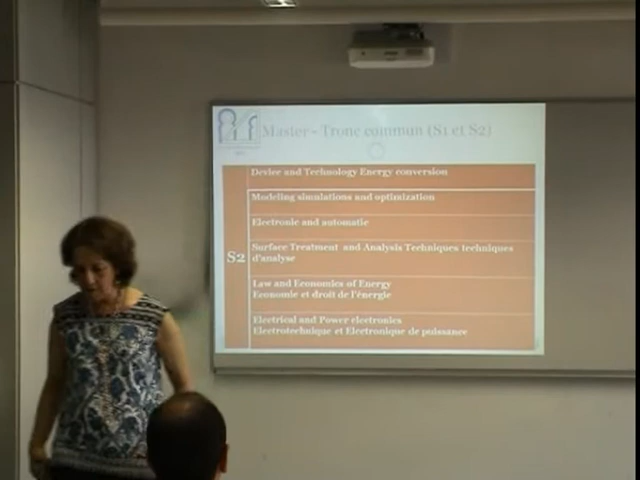 Master - Tronc commun (S1 et S2)
S2
Device and Technology Energy conversion
Modeling simulations and optimization
Electronic and automatic
Surface Treatment and Analysis Techniques techniques
d'analyse
Law and Economics of Energy
Economie et droit de l'énergie
Electrical and Power electronics
Electrotechnique et Electronique de puissance